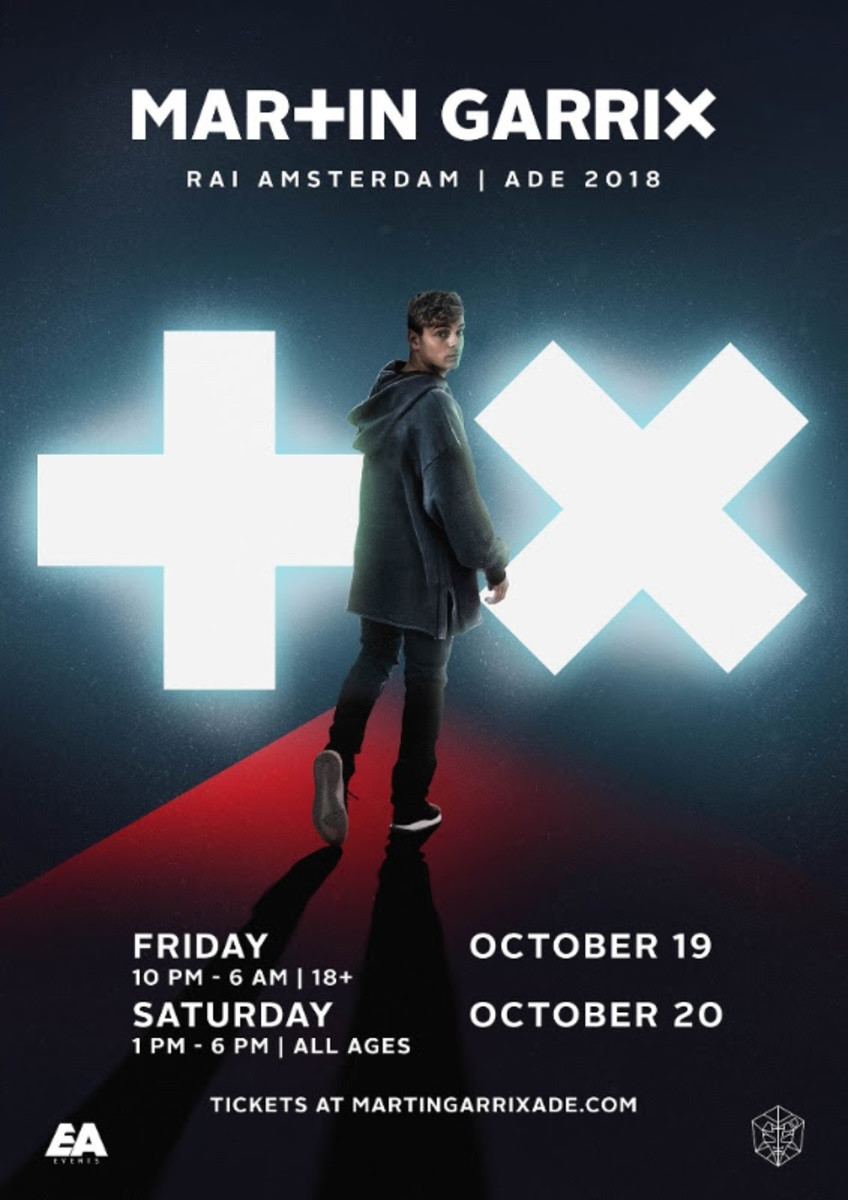 MAR+IN GARRIX
RAI AMSTERDAM | ADE 2018
FRIDAY OCTOBER 19
10 PM - 6 AM | 18+
SATURDAY OCTOBER 20
1 PM - 6 PM | ALL AGES
TICKETS AT MARTINGARRIXADE.COM
EA
EVENTS